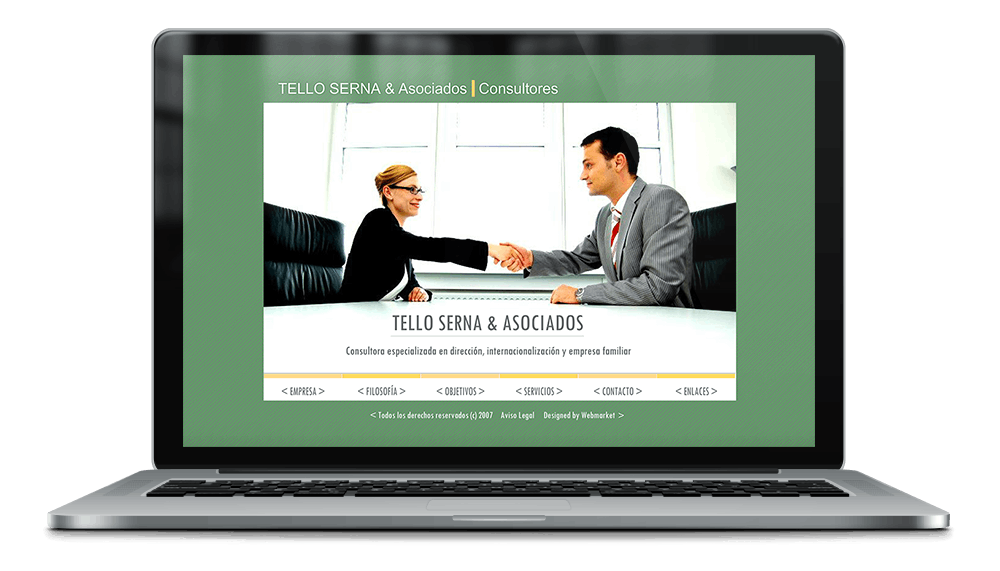 TELLO SERNA & Asociados | Consultores
TELLO SERNA & ASOCIADOS
Consultora especializada en dirección, internacionalización y empresa familiar
< EMPRESA > < FILOSOFÍA > < OBJETIVOS > < SERVICIOS > < CONTACTO > < ENLACES >
< Todos los derechos reservados (c) 2007 Aviso Legal Designed by Webmarket >